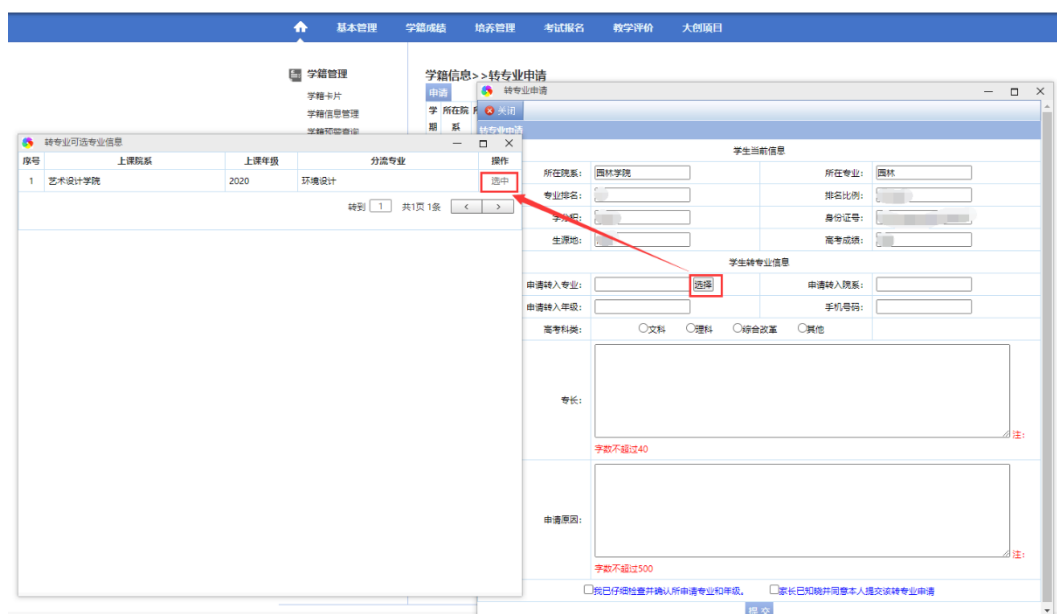 基本管理 学籍成绩 培养管理 考试报名 教学评价 大创项目
学籍管理
学籍卡片
学籍信息管理
学籍预警查询
学籍信息>>转专业申请
申请
学期 所在院系
转专业申请
关闭
转专业申请
学生当前信息
所在院系: 园林学院 所在专业: 园林
专业排名: 排名比例:
学分积: 身份证号:
生源地: 高考成绩:
学生转专业信息
申请转入专业: 选择 申请转入院系:
申请转入年级: 手机号码:
高考科类: 文科 理科 综合改革 其他
专长:
注:
字数不超过40
申请原因:
注:
字数不超过500
我已仔细检查并确认所申请专业和年级。 家长已知晓并同意本人提交该转专业申请
提 交
转专业可选专业信息
序号 上课院系 上课年级 分流专业 操作
1 艺术设计学院 2020 环境设计 选中
转到 1 共1页 1条 < >